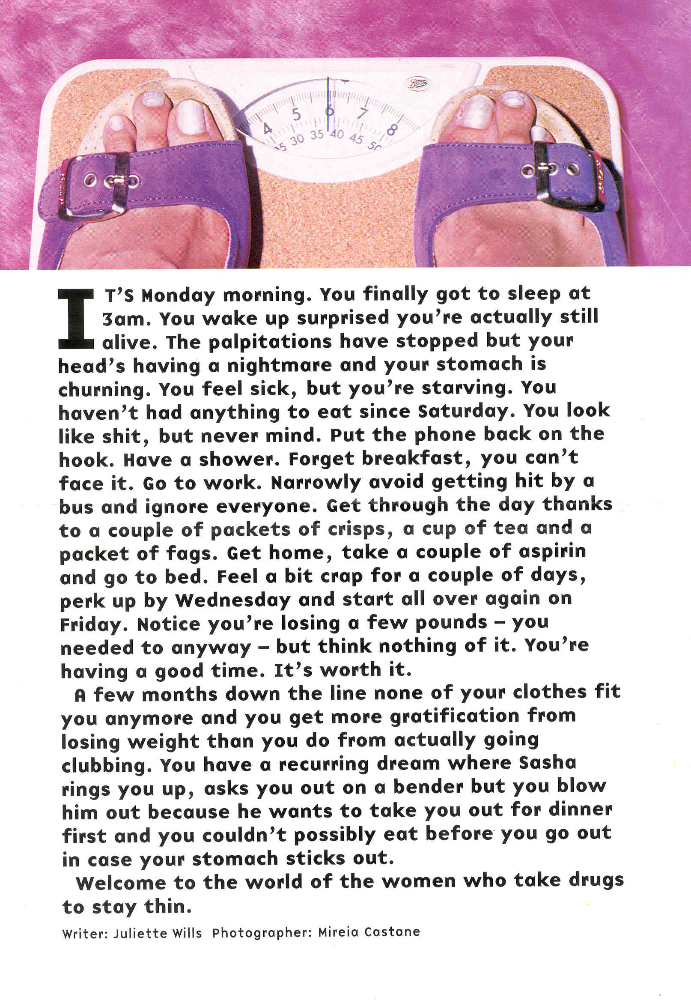 Boots
4 5 6 7 8
30 35 40 45
IT'S Monday morning. You finally got to sleep at
3am. You wake up surprised you're actually still
alive. The palpitations have stopped but your
head's having a nightmare and your stomach is
churning. You feel sick, but you're starving. You
haven't had anything to eat since Saturday. You look
like shit, but never mind. Put the phone back on the
hook. Have a shower. Forget breakfast, you can't
face it. Go to work. Narrowly avoid getting hit by a
bus and ignore everyone. Get through the day thanks
to a couple of packets of crisps, a cup of tea and a
packet of fags. Get home, take a couple of aspirin
and go to bed. Feel a bit crap for a couple of days,
perk up by Wednesday and start all over again on
Friday. Notice you're losing a few pounds – you
needed to anyway – but think nothing of it. You're
having a good time. It's worth it.
A few months down the line none of your clothes fit
you anymore and you get more gratification from
losing weight than you do from actually going
clubbing. You have a recurring dream where Sasha
rings you up, asks you out on a bender but you blow
him out because he wants to take you out for dinner
first and you couldn't possibly eat before you go out
in case your stomach sticks out.
Welcome to the world of the women who take drugs
to stay thin.
Writer: Juliette Wills Photographer: Mireia Castane